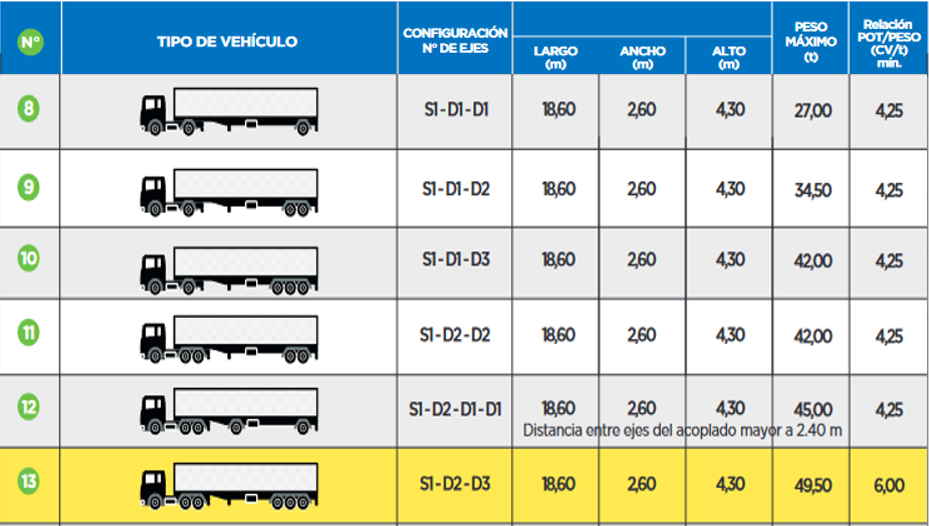 N° TIPO DE VEHÍCULO CONFIGURACIÓN N° DE EJES LARGO (m) ANCHO (m) ALTO (m) PESO MÁXIMO (t) Relación POT/PESO (CV/t) mín.
8 S1-D1-D1 18,60 2,60 4,30 27,00 4,25
9 S1-D1-D2 18,60 2,60 4,30 34,50 4,25
10 S1-D1-D3 18,60 2,60 4,30 42,00 4,25
11 S1-D2-D2 18,60 2,60 4,30 42,00 4,25
12 S1-D2-D1-D1 18,60 2,60 4,30 45,00 4,25
Distancia entre ejes del acoplado mayor a 2.40 m
13 S1-D2-D3 18,60 2,60 4,30 49,50 6,00